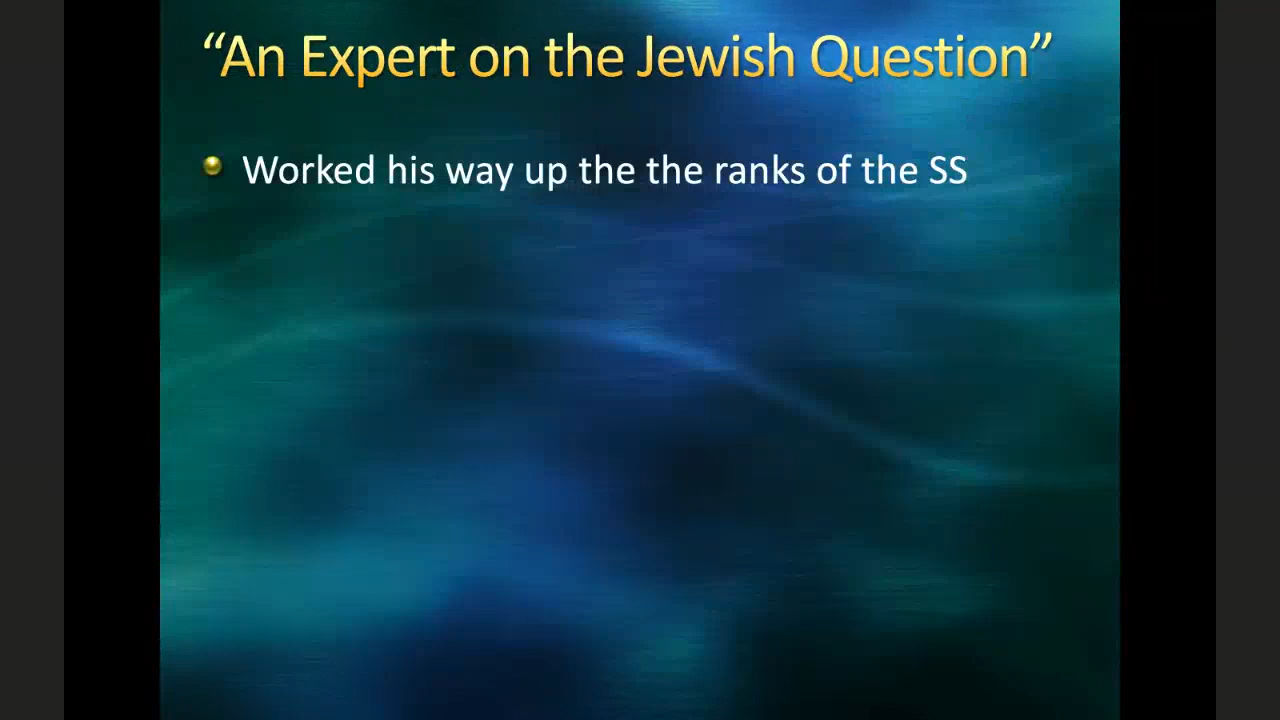 “An Expert on the Jewish Question”
Worked his way up the the ranks of the SS